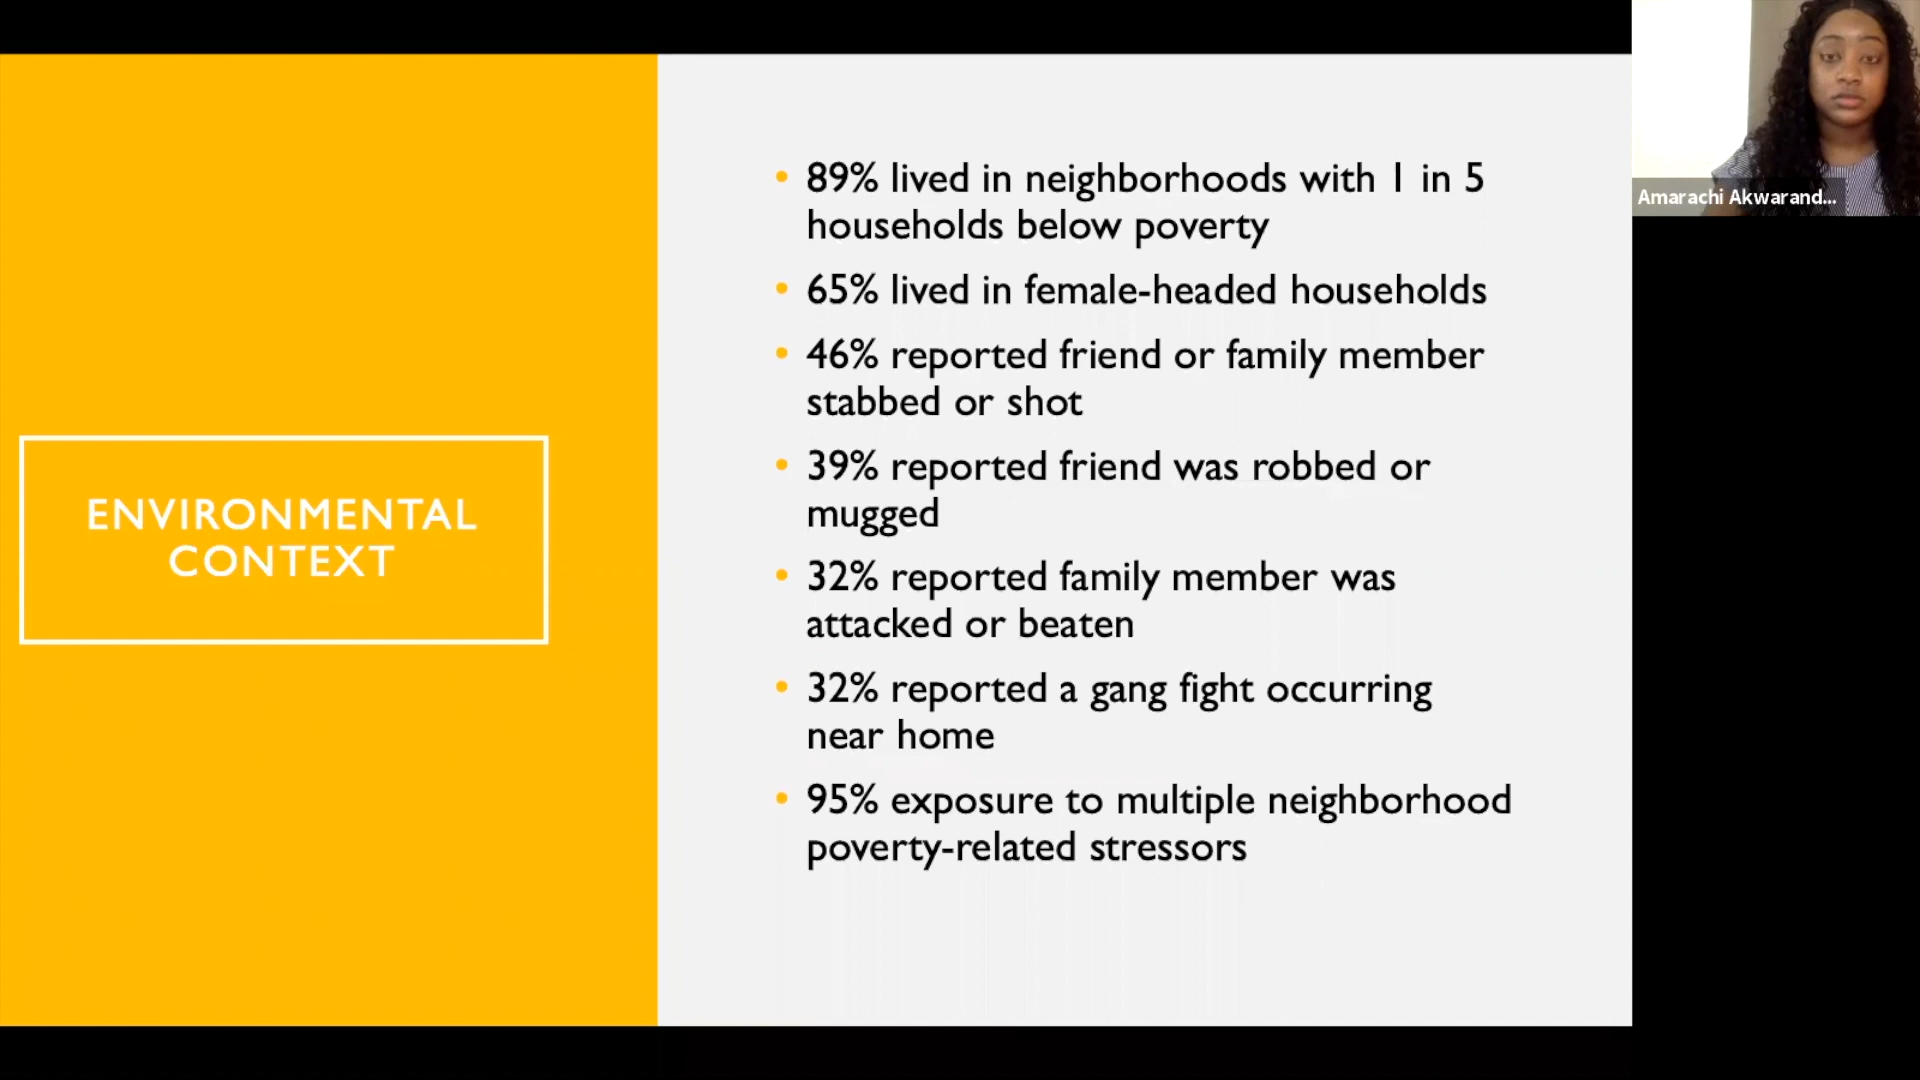 ENVIRONMENTAL
CONTEXT
• 89% lived in neighborhoods with 1 in 5
households below poverty
• 65% lived in female-headed households
• 46% reported friend or family member
stabbed or shot
• 39% reported friend was robbed or
mugged
• 32% reported family member was
attacked or beaten
• 32% reported a gang fight occurring
near home
• 95% exposure to multiple neighborhood
poverty-related stressors
Amarachi Akwarand...